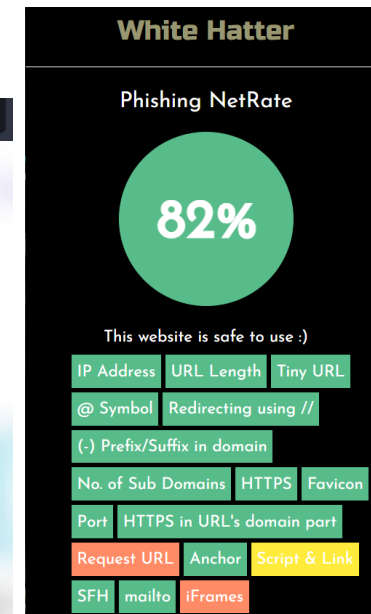 White Hatter
Phishing NetRate
82%
This website is safe to use :)
IP Address URL Length Tiny URL
@ Symbol Redirecting using //
(-) Prefix/Suffix in domain
No. of Sub Domains HTTPS Favicon
Port HTTPS in URL's domain part
Request URL Anchor Script & Link
SFH mailto iFrames